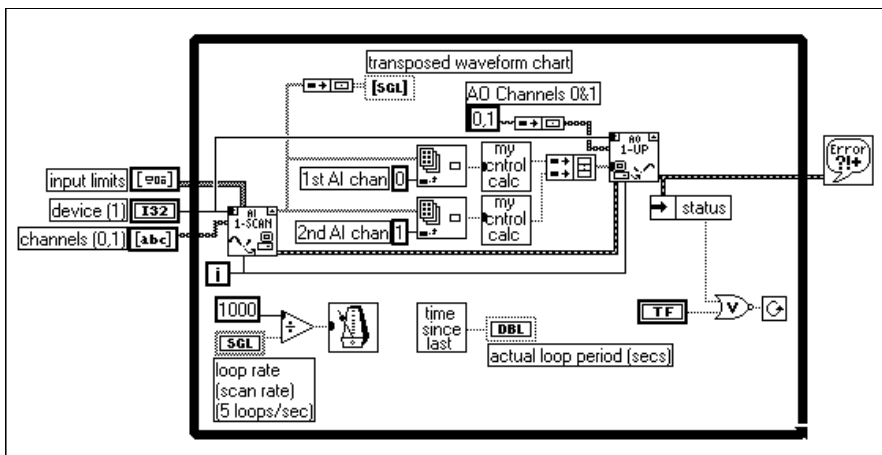 transposed waveform chart
[SGL]
AO Channels 0&1
0,1
AO
1-UP
my
cntrol
calc
1st AI chan
0
my
cntrol
calc
2nd AI chan
1
input limits
device (1)
I32
channels (0,1)
[abc]
AI
1-SCAN
i
Error
?!+
status
1000
÷
SGL
loop rate
(scan rate)
(5 loops/sec)
time
since
last
DBL
actual loop period (secs)
TF
V